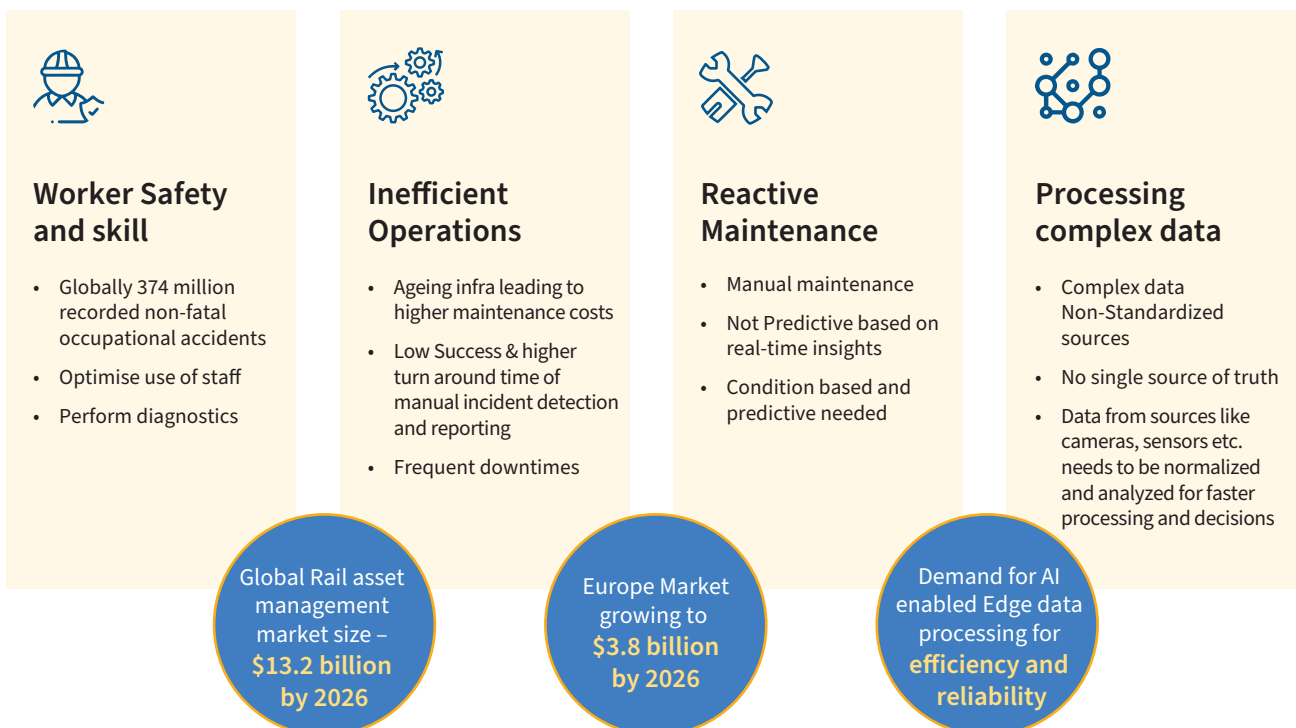 Worker Safety
and skill
• Globally 374 million
recorded non-fatal
occupational accidents
• Optimise use of staff
• Perform diagnostics
Inefficient
Operations
• Ageing infra leading to
higher maintenance costs
• Low Success & higher
turn around time of
manual incident detection
and reporting
• Frequent downtimes
Reactive
Maintenance
• Manual maintenance
• Not Predictive based on
real-time insights
• Condition based and
predictive needed
Processing
complex data
• Complex data
Non-Standardized
sources
• No single source of truth
• Data from sources like
cameras, sensors etc.
needs to be normalized
and analyzed for faster
processing and decisions
Global Rail asset
management
market size –
$13.2 billion
by 2026
Europe Market
growing to
$3.8 billion
by 2026
Demand for AI
enabled Edge data
processing for
efficiency and
reliability